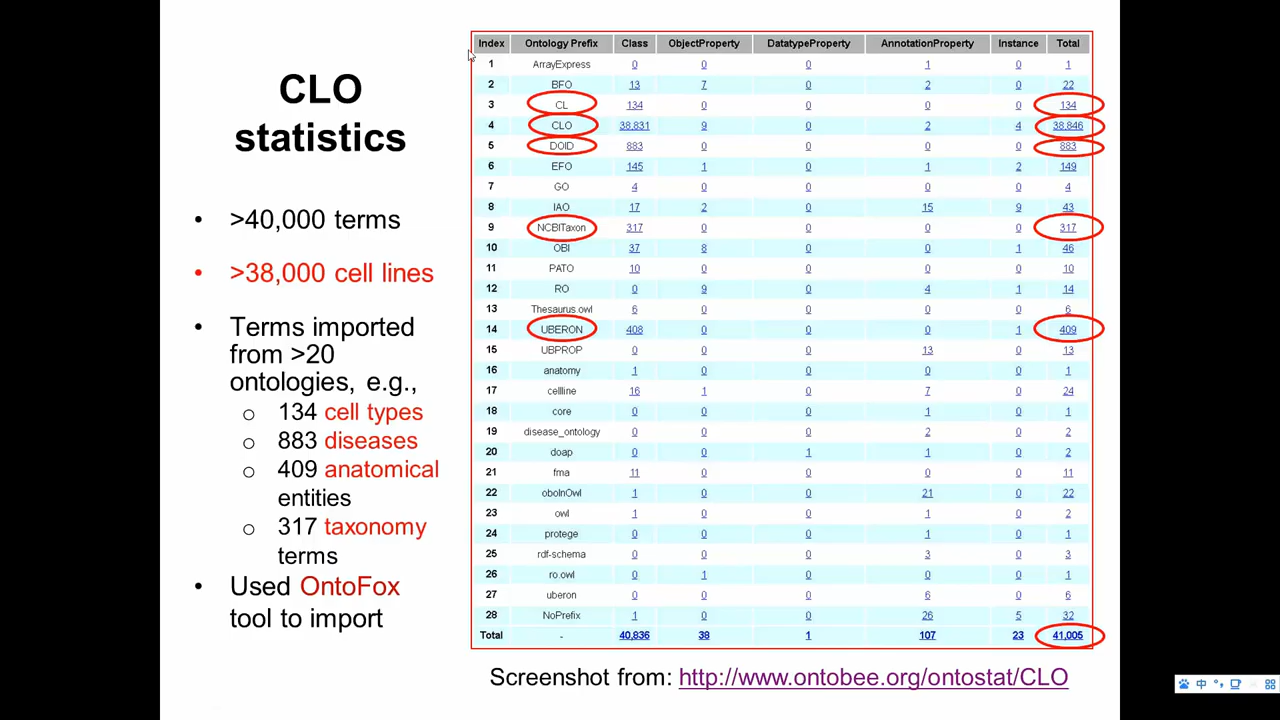 CLO
statistics
• >40,000 terms
• >38,000 cell lines
• Terms imported
from >20
ontologies, e.g.,
o 134 cell types
o 883 diseases
o 409 anatomical
entities
o 317 taxonomy
terms
• Used OntoFox
tool to import
Index Ontology Prefix Class ObjectProperty DatatypeProperty AnnotationProperty Instance Total
1 ArrayExpress 0 0 0 1 0 1
2 BFO 13 7 0 2 0 22
3 CL 134 0 0 0 0 134
4 CLO 38,831 9 0 2 4 38,846
5 DOID 883 0 0 0 0 883
6 EFO 145 1 0 1 2 149
7 GO 4 0 0 0 0 4
8 IAO 17 2 0 15 9 43
9 NCBITaxon 317 0 0 0 0 317
10 OBI 37 8 0 0 1 46
11 PATO 10 0 0 0 0 10
12 RO 0 9 0 4 1 14
13 Thesaurus.owl 6 0 0 0 0 6
14 UBERON 408 0 0 0 1 409
15 UBPROP 0 0 0 13 0 13
16 anatomy 1 0 0 0 0 1
17 cellline 16 1 0 7 0 24
18 core 0 0 0 1 0 1
19 disease_ontology 0 0 0 2 0 2
20 doap 0 0 1 1 0 2
21 fma 11 0 0 0 0 11
22 oboInOwl 1 0 0 21 0 22
23 owl 1 0 0 1 0 2
24 protege 0 0 0 1 0 1
25 rdf-schema 0 0 0 3 0 3
26 ro.owl 0 1 0 0 0 1
27 uberon 0 0 0 6 0 6
28 NoPrefix 1 0 0 26 5 32
Total - 40,836 38 1 107 23 41,005
Screenshot from: http://www.ontobee.org/ontostat/CLO
中